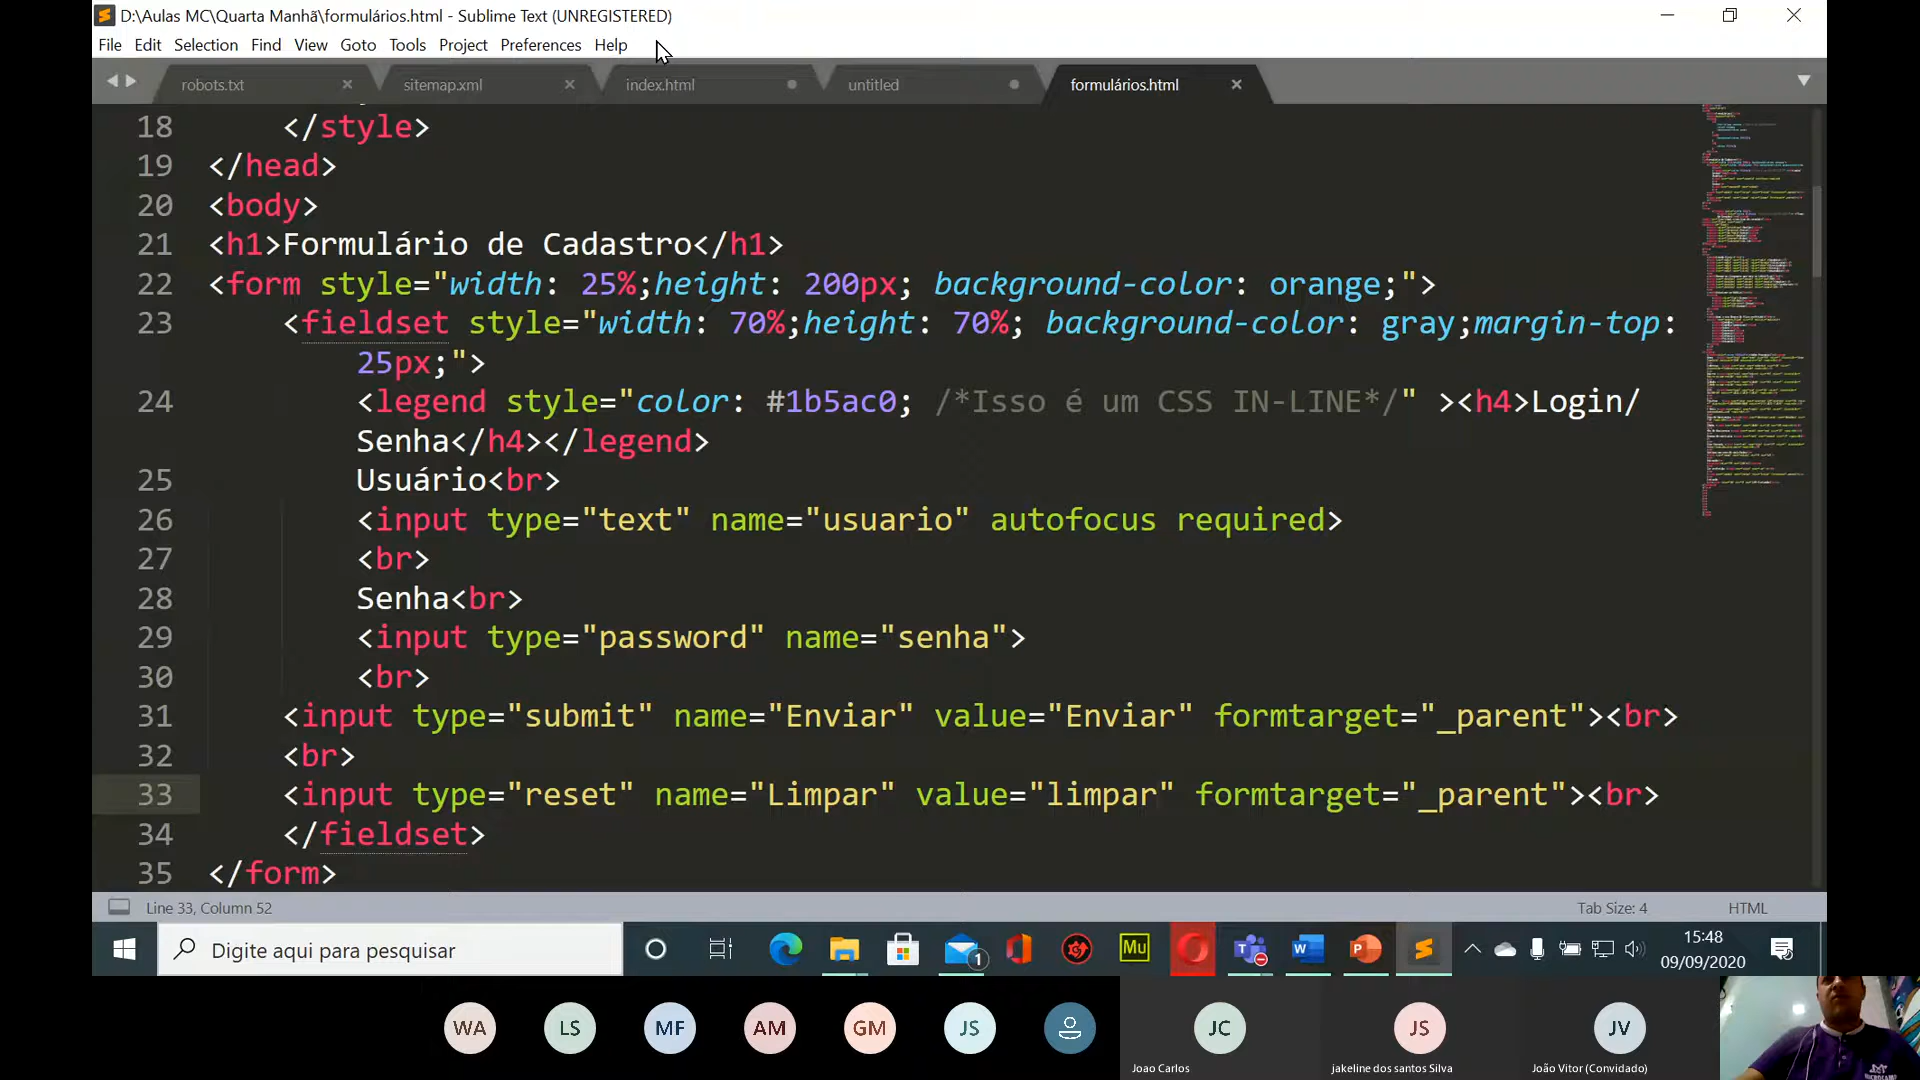 D:\Aulas MC\Quarta Manhã\formulários.html - Sublime Text (UNREGISTERED)
File Edit Selection Find View Goto Tools Project Preferences Help
robots.txt sitemap.xml index.html untitled formulários.html
18 </style>
19 </head>
20 <body>
21 <h1>Formulário de Cadastro</h1>
22 <form style="width: 25%;height: 200px; background-color: orange;">
23 <fieldset style="width: 70%;height: 70%; background-color: gray;margin-top:
25px;">
24 <legend style="color: #1b5ac0; /*Isso é um CSS IN-LINE*/" ><h4>Login/
Senha</h4></legend>
25 Usuário<br>
26 <input type="text" name="usuario" autofocus required>
27 <br>
28 Senha<br>
29 <input type="password" name="senha">
30 <br>
31 <input type="submit" name="Enviar" value="Enviar" formtarget="_parent"><br>
32 <br>
33 <input type="reset" name="Limpar" value="limpar" formtarget="_parent"><br>
34 </fieldset>
35 </form>
Line 33, Column 52 Tab Size: 4 HTML
Digite aqui para pesquisar
1
Mu
15:48
09/09/2020
WA LS MF AM GM JS JC JS JV
Joao Carlos jakeline dos santos Silva João Vitor (Convidado)